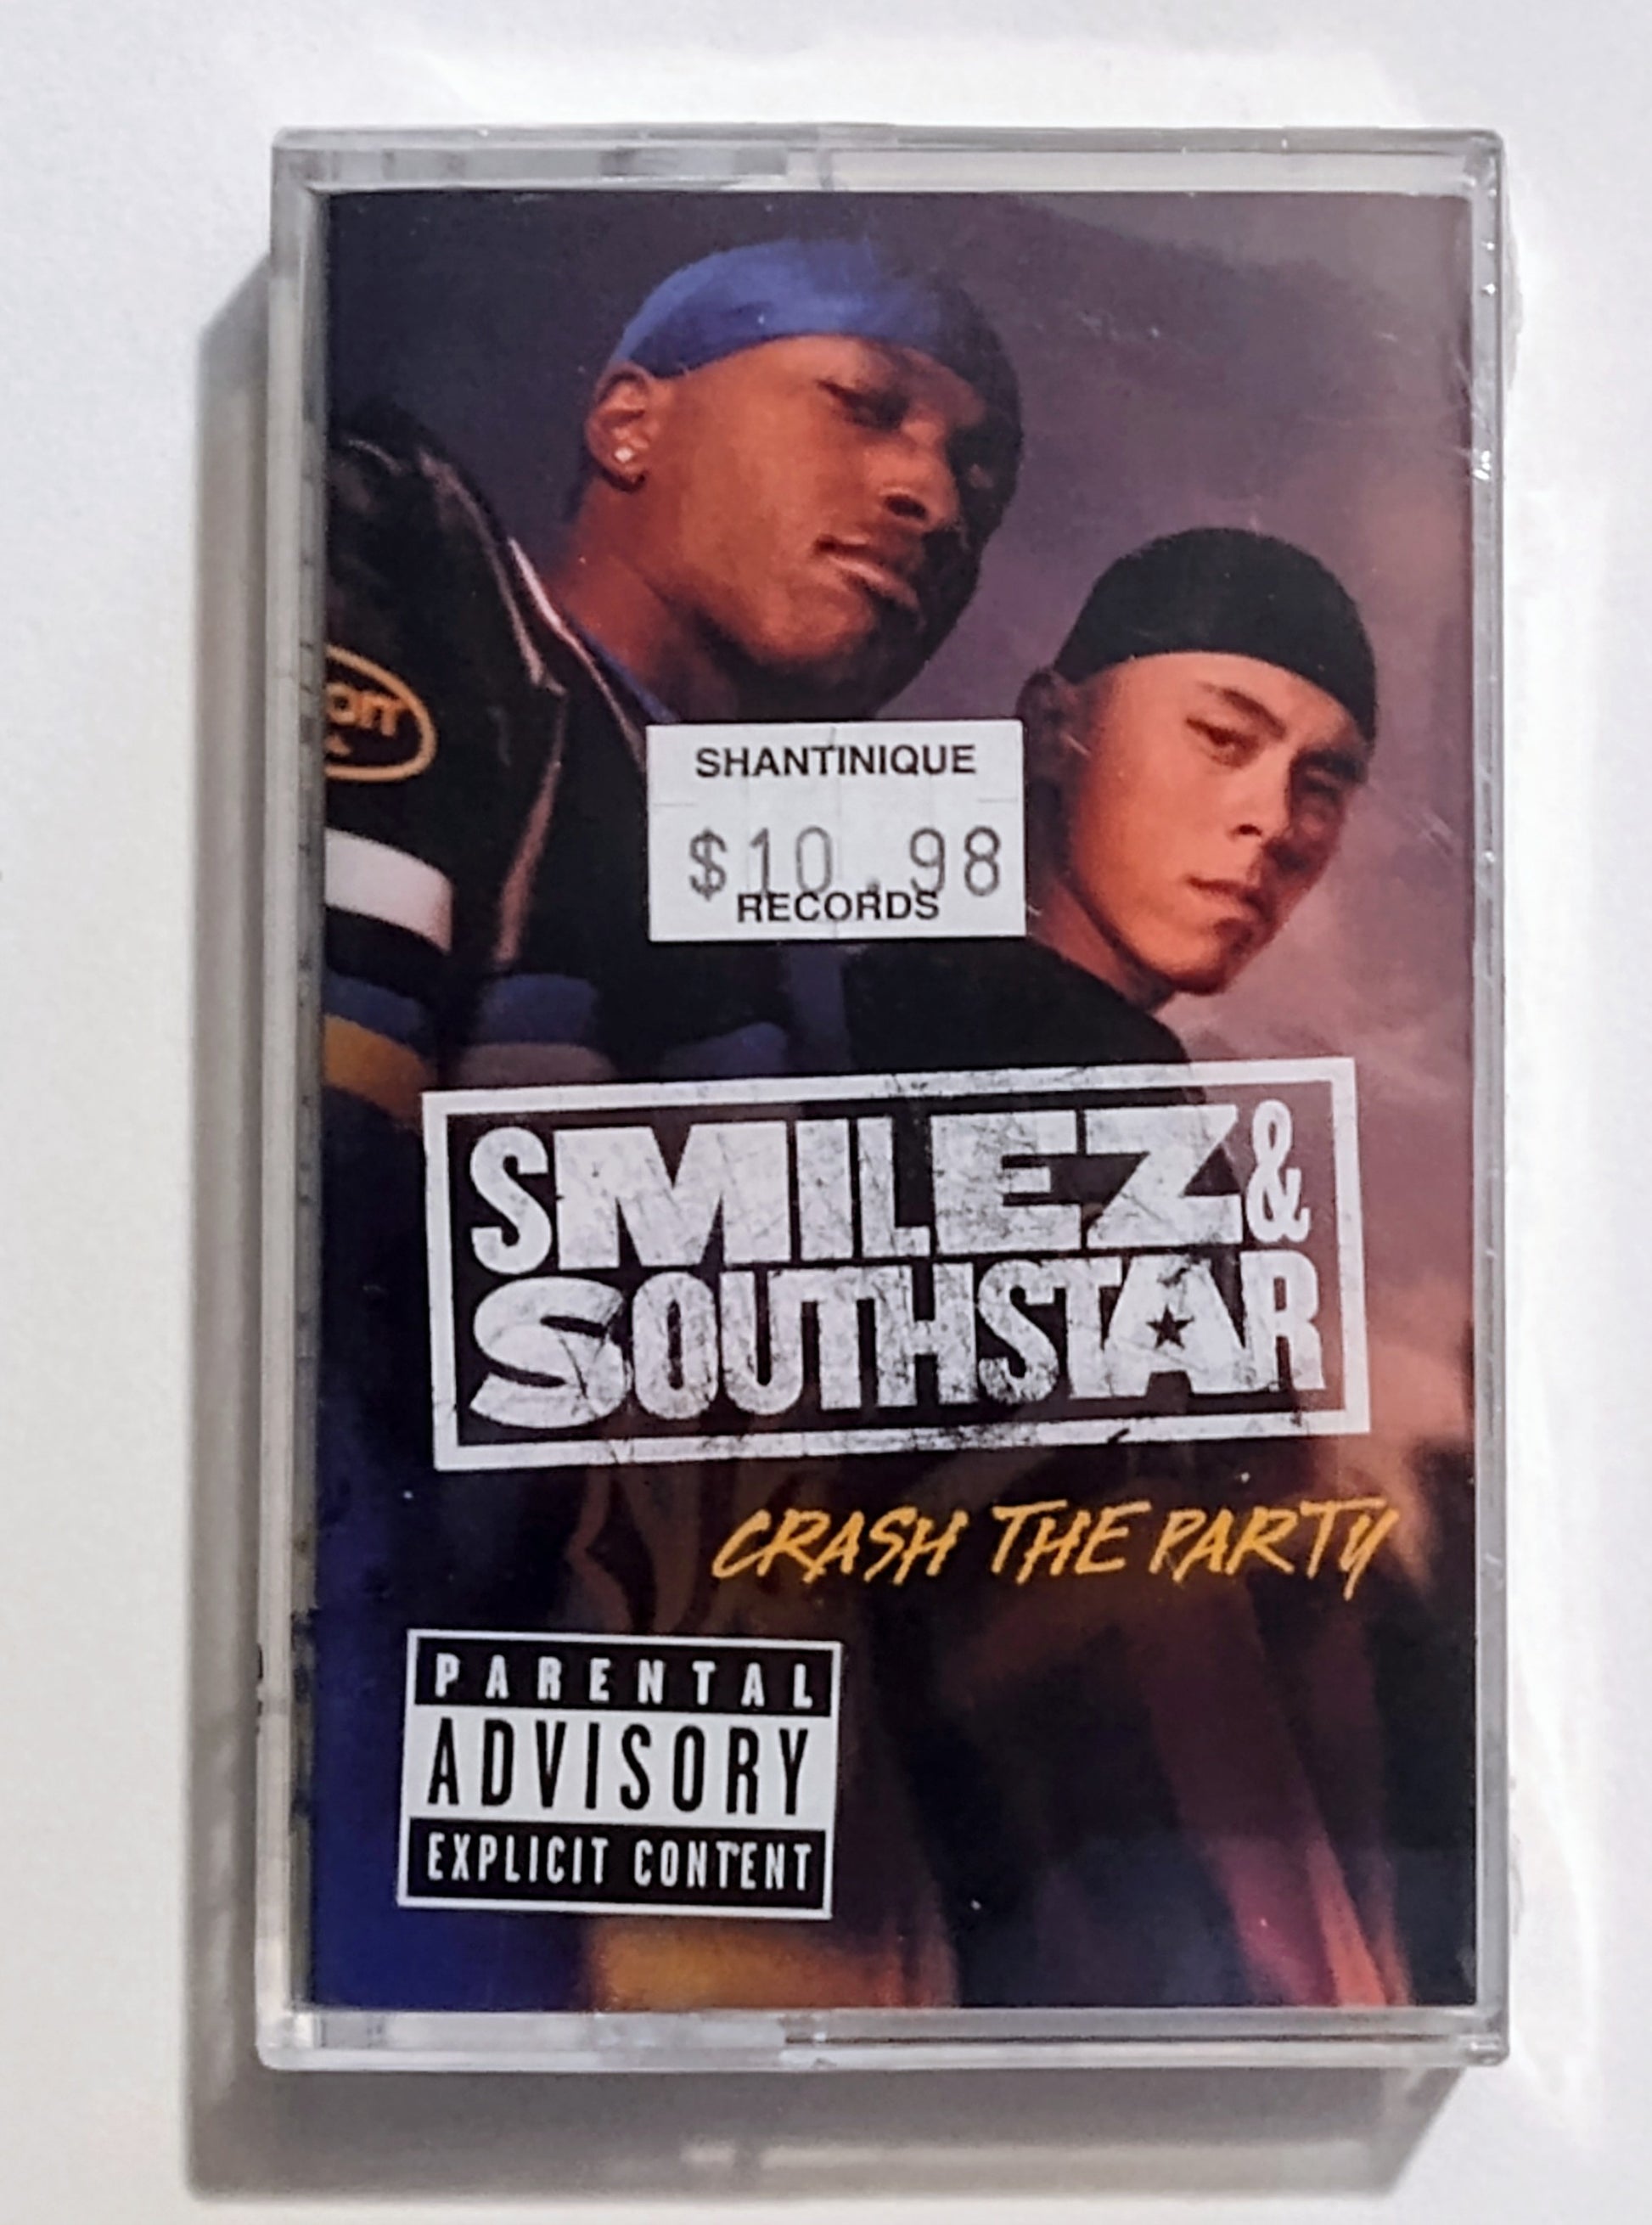 SHANTINIQUE
$10.98
RECORDS
SMILEZ &
SOUTHSTAR
CRASH THE PARTY
PARENTAL
ADVISORY
EXPLICIT CONTENT